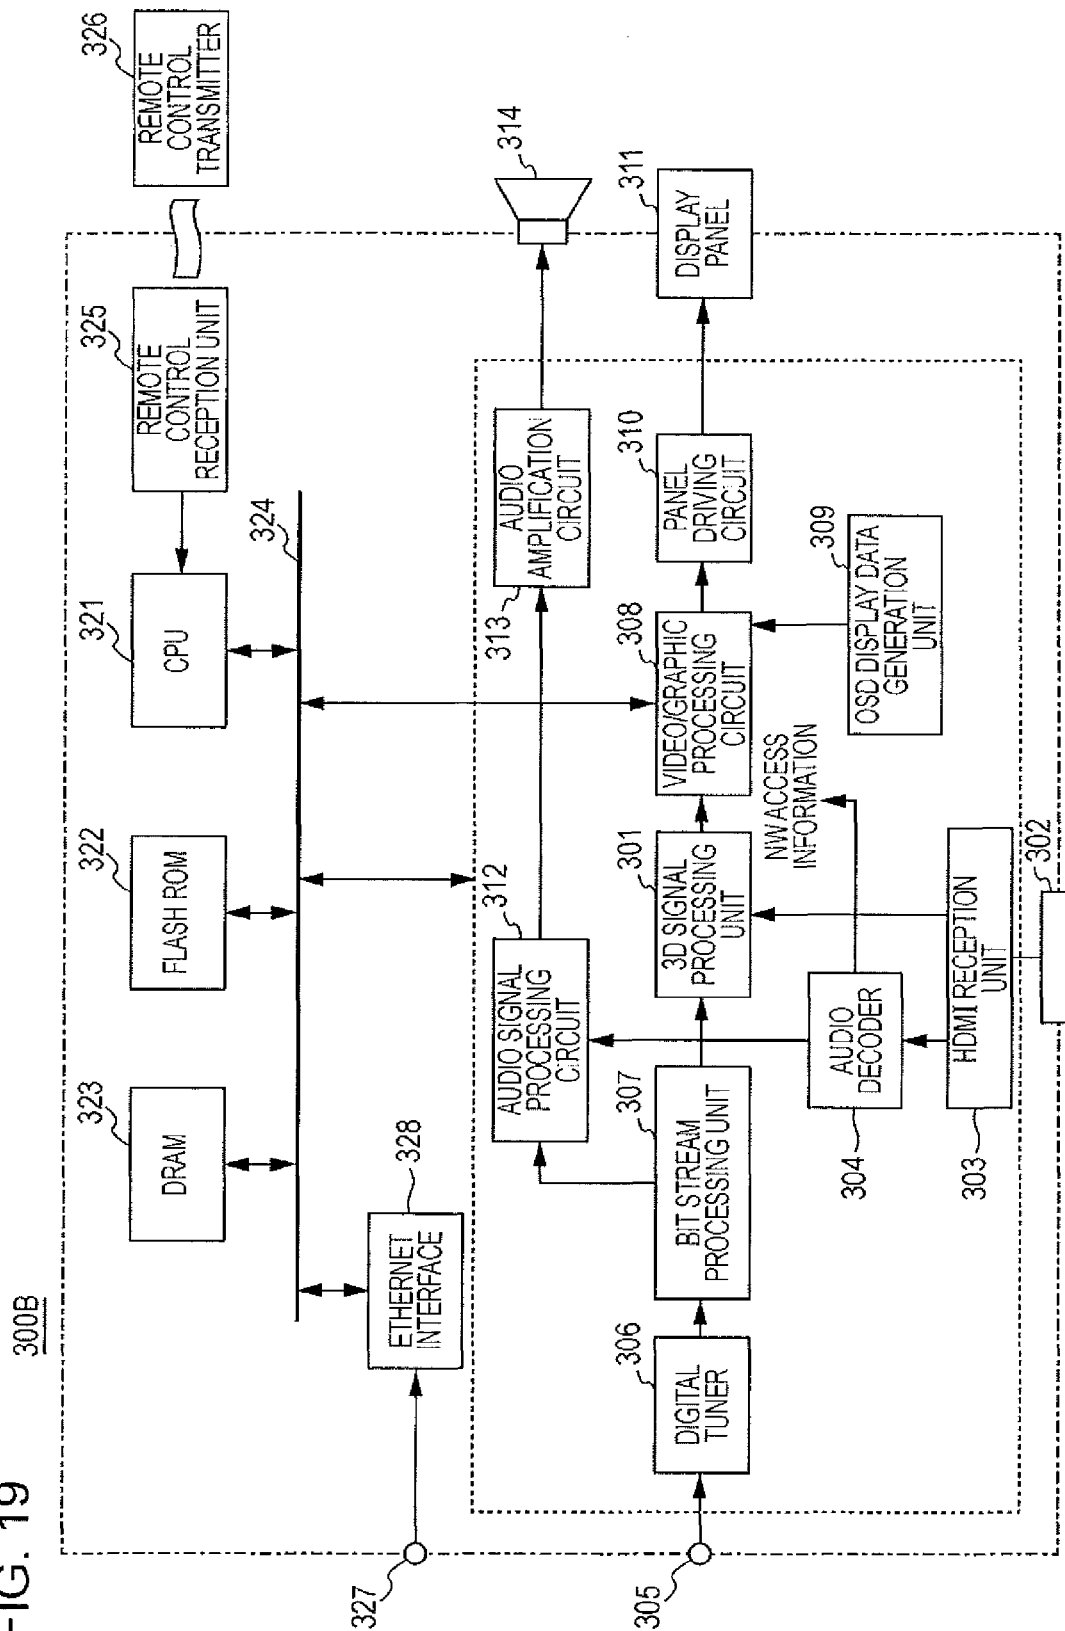 FIG. 19
300B
326
REMOTE
CONTROL
TRANSMITTER
325
REMOTE
CONTROL
RECEPTION UNIT
321
CPU
322
FLASH ROM
323
DRAM
324
328
ETHERNET
INTERFACE
327
314
313
AUDIO
AMPLIFICATION
CIRCUIT
312
AUDIO SIGNAL
PROCESSING
CIRCUIT
311
DISPLAY
PANEL
310
PANEL
DRIVING
CIRCUIT
308
VIDEO/GRAPHIC
PROCESSING
CIRCUIT
301
3D SIGNAL
PROCESSING
UNIT
307
BIT STREAM
PROCESSING UNIT
306
DIGITAL
TUNER
305
309
OSD DISPLAY DATA
GENERATION
UNIT
NW ACCESS
INFORMATION
304
AUDIO
DECODER
303
HDMI RECEPTION
UNIT
302